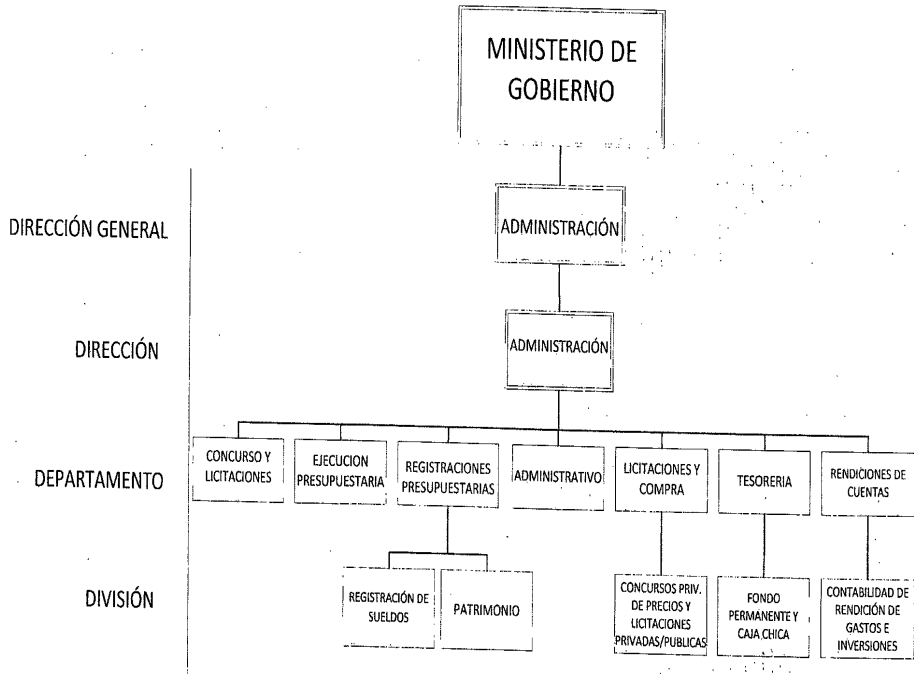 MINISTERIO DE
GOBIERNO
DIRECCIÓN GENERAL
ADMINISTRACIÓN
DIRECCIÓN
ADMINISTRACIÓN
DEPARTAMENTO
CONCURSO Y
LICITACIONES
EJECUCION
PRESUPUESTARIA
REGISTRACIONES
PRESUPUESTARIAS
ADMINISTRATIVO
LICITACIONES Y
COMPRA
TESORERIA
RENDICIONES DE
CUENTAS
DIVISIÓN
REGISTRACIÓN DE
SUELDOS
PATRIMONIO
CONCURSOS PRIV.
DE PRECIOS Y
LICITACIONES
PRIVADAS/PUBLICAS
FONDO
PERMANENTE Y
CAJA CHICA
CONTABILIDAD DE
RENDICIÓN DE
GASTOS E
INVERSIONES